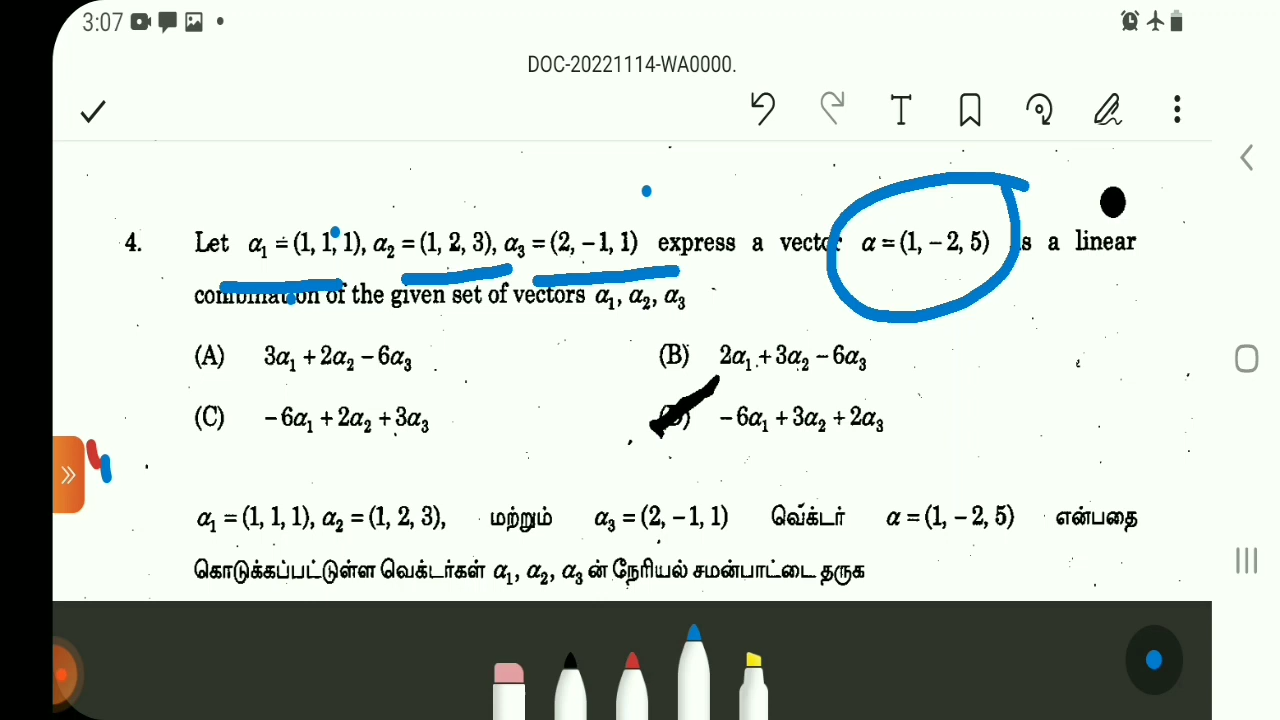 3:07
DOC-20221114-WA0000.
T
4. Let α₁ = (1, 1, 1), α₂ = (1, 2, 3), α₃ = (2, −1, 1) express a vector α = (1, −2, 5) as a linear
combination of the given set of vectors α₁, α₂, α₃
(A) 3α₁ + 2α₂ − 6α₃ (B) 2α₁ + 3α₂ − 6α₃
(C) −6α₁ + 2α₂ + 3α₃ (D) −6α₁ + 3α₂ + 2α₃
α₁ = (1, 1, 1), α₂ = (1, 2, 3), மற்றும் α₃ = (2, −1, 1) வெக்டர் α = (1, −2, 5) என்பதை
கொடுக்கப்பட்டுள்ள வெக்டர்கள் α₁, α₂, α₃ ன் நேரியல் சமன்பாட்டை தருக